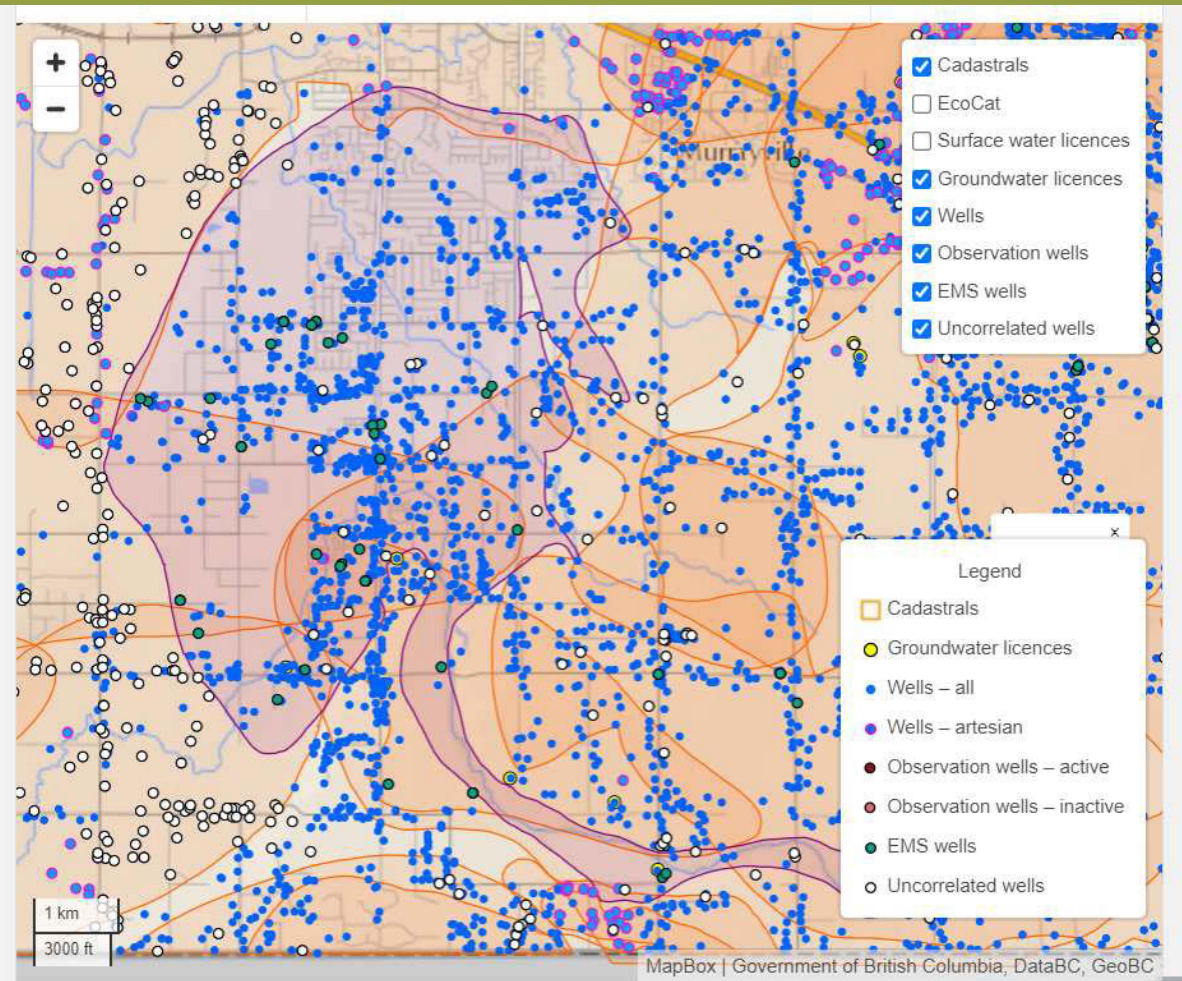 +
−
Murrayville
Cadastrals
EcoCat
Surface water licences
Groundwater licences
Wells
Observation wells
EMS wells
Uncorrelated wells
×
Legend
Cadastrals
Groundwater licences
Wells – all
Wells – artesian
Observation wells – active
Observation wells – inactive
EMS wells
Uncorrelated wells
1 km
3000 ft
MapBox | Government of British Columbia, DataBC, GeoBC